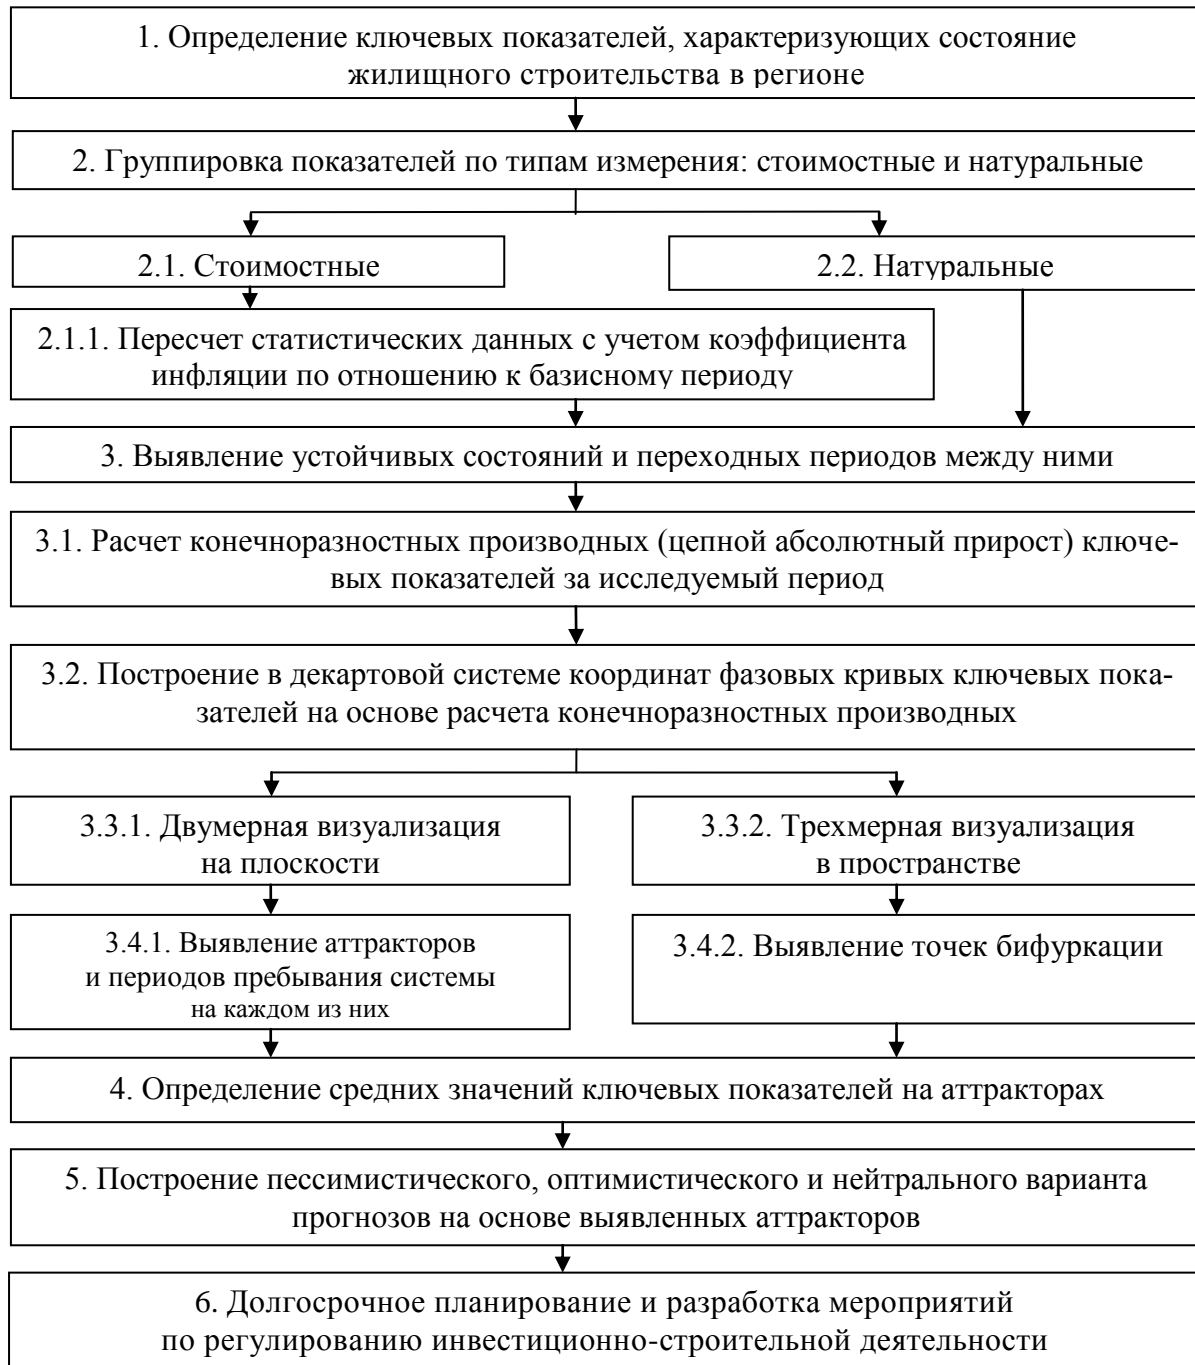 1. Определение ключевых показателей, характеризующих состояние
жилищного строительства в регионе
2. Группировка показателей по типам измерения: стоимостные и натуральные
2.1. Стоимостные
2.2. Натуральные
2.1.1. Пересчет статистических данных с учетом коэффициента
инфляции по отношению к базисному периоду
3. Выявление устойчивых состояний и переходных периодов между ними
3.1. Расчет конечноразностных производных (цепной абсолютный прирост) ключе-
вых показателей за исследуемый период
3.2. Построение в декартовой системе координат фазовых кривых ключевых пока-
зателей на основе расчета конечноразностных производных
3.3.1. Двумерная визуализация
на плоскости
3.3.2. Трехмерная визуализация
в пространстве
3.4.1. Выявление аттракторов
и периодов пребывания системы
на каждом из них
3.4.2. Выявление точек бифуркации
4. Определение средних значений ключевых показателей на аттракторах
5. Построение пессимистического, оптимистического и нейтрального варианта
прогнозов на основе выявленных аттракторов
6. Долгосрочное планирование и разработка мероприятий
по регулированию инвестиционно-строительной деятельности